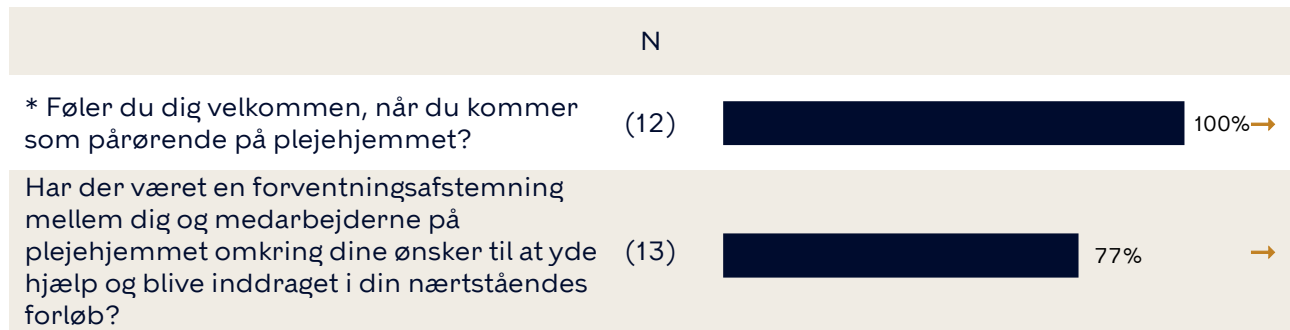 N
* Føler du dig velkommen, når du kommer
som pårørende på plejehjemmet?
(12)
100%→
Har der været en forventningsafstemning
mellem dig og medarbejderne på
plejehjemmet omkring dine ønsker til at yde
hjælp og blive inddraget i din nærtståendes
forløb?
(13)
77%
→